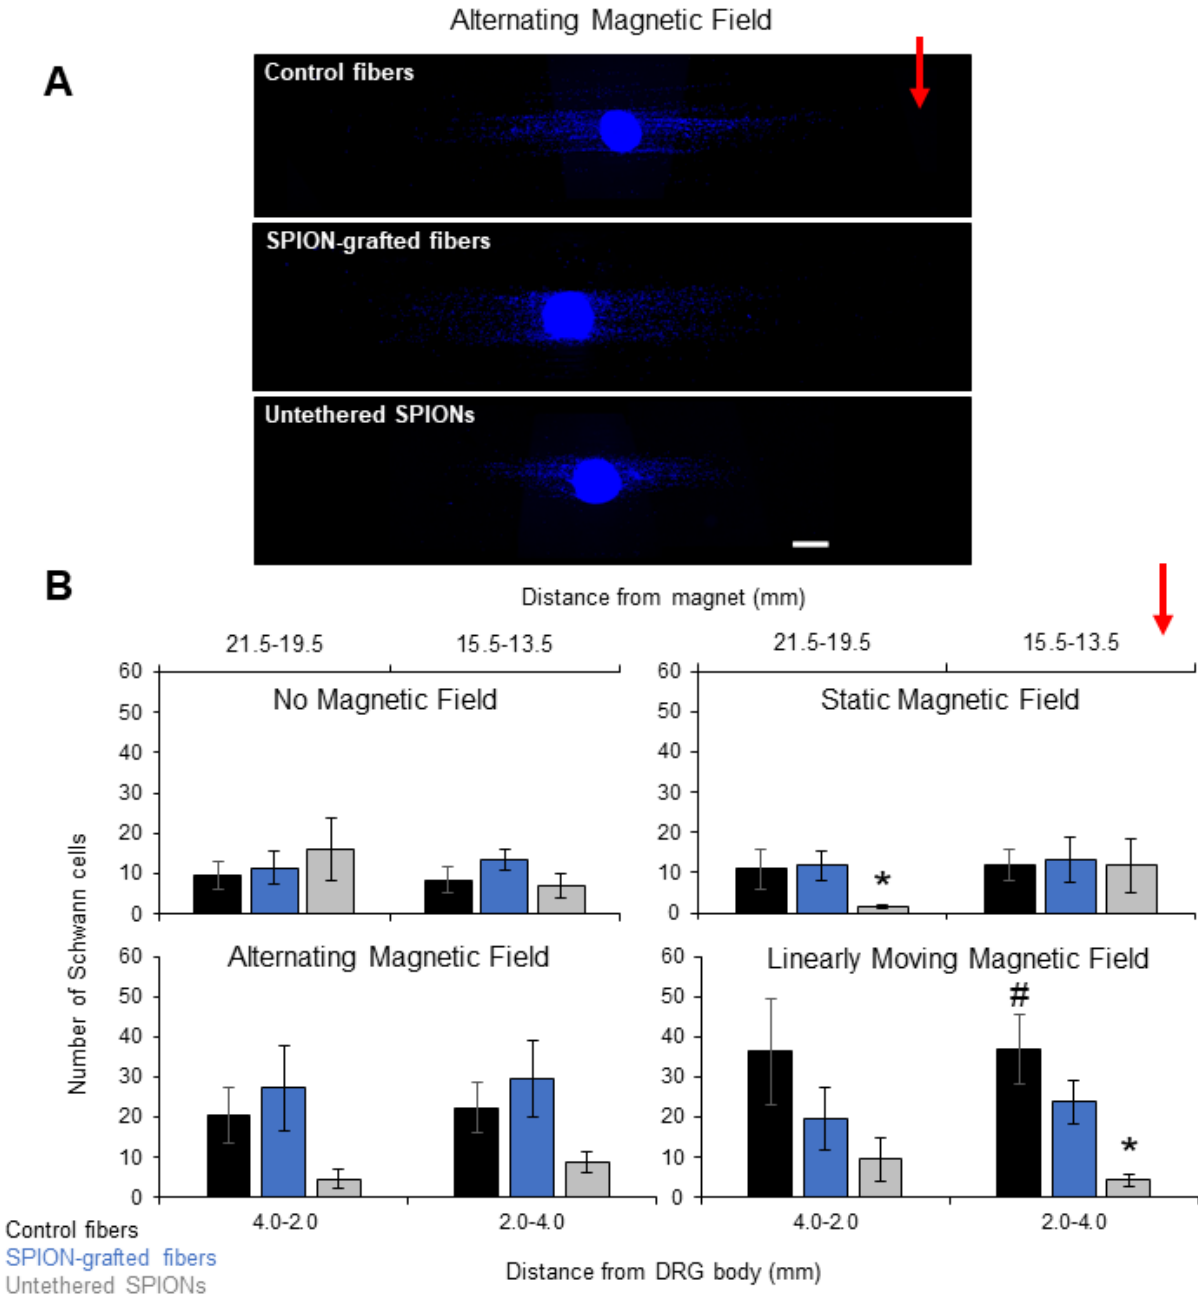 Alternating Magnetic Field
A
Control fibers
SPION-grafted fibers
Untethered SPIONs
B
Distance from magnet (mm)
21.5-19.5 15.5-13.5 21.5-19.5 15.5-13.5
No Magnetic Field
60
50
40
30
20
10
0
Static Magnetic Field
60
50
40
30
20
10
0
*
Number of Schwann cells
Alternating Magnetic Field
60
50
40
30
20
10
0
4.0-2.0 2.0-4.0
Linearly Moving Magnetic Field
60
50
40
30
20
10
0
#
*
4.0-2.0 2.0-4.0
Control fibers
SPION-grafted fibers
Untethered SPIONs
Distance from DRG body (mm)